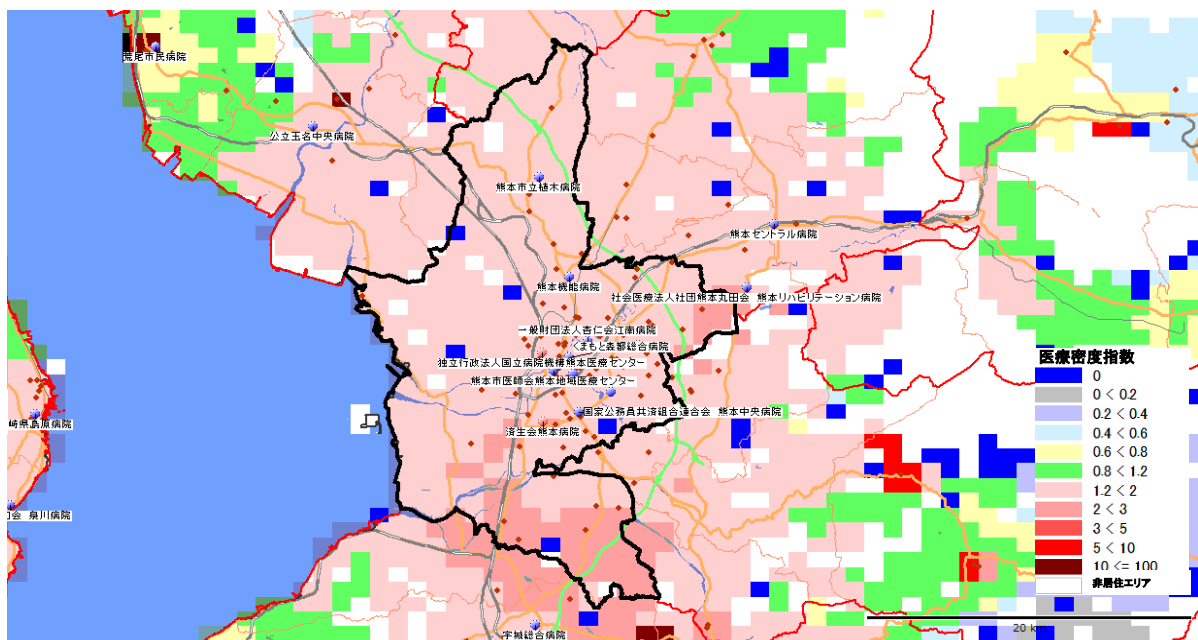 荒尾市民病院
公立玉名中央病院
熊本市立植木病院
熊本セントラル病院
熊本機能病院
社会医療法人社団熊本丸田会 熊本リハビリテーション病院
一般財団法人杏仁会江南病院
くまもと森都総合病院
独立行政法人国立病院機構熊本医療センター
熊本市医師会熊本地域医療センター
国家公務員共済組合連合会 熊本中央病院
崎県島原病院
済生会熊本病院
会 泉川病院
宇城総合病院
医療密度指数
0
0 < 0.2
0.2 < 0.4
0.4 < 0.6
0.6 < 0.8
0.8 < 1.2
1.2 < 2
2 < 3
3 < 5
5 < 10
10 <= 100
非居住エリア
20 km